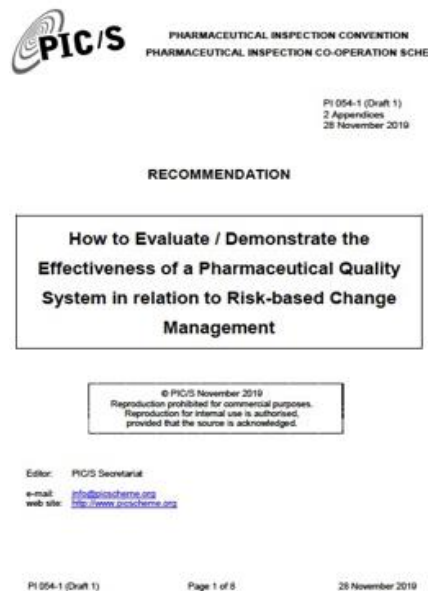 PIC/S
PHARMACEUTICAL INSPECTION CONVENTION
PHARMACEUTICAL INSPECTION CO-OPERATION SCHE
PI 054-1 (Draft 1)
2 Appendices
28 November 2019
RECOMMENDATION
How to Evaluate / Demonstrate the
Effectiveness of a Pharmaceutical Quality
System in relation to Risk-based Change
Management
© PIC/S November 2019
Reproduction prohibited for commercial purposes.
Reproduction for internal use is authorised,
provided that the source is acknowledged.
Editor: PIC/S Secretariat
e-mail: info@picscheme.org
web site: http://www.picscheme.org
PI 054-1 (Draft 1) Page 1 of 8 28 November 2019